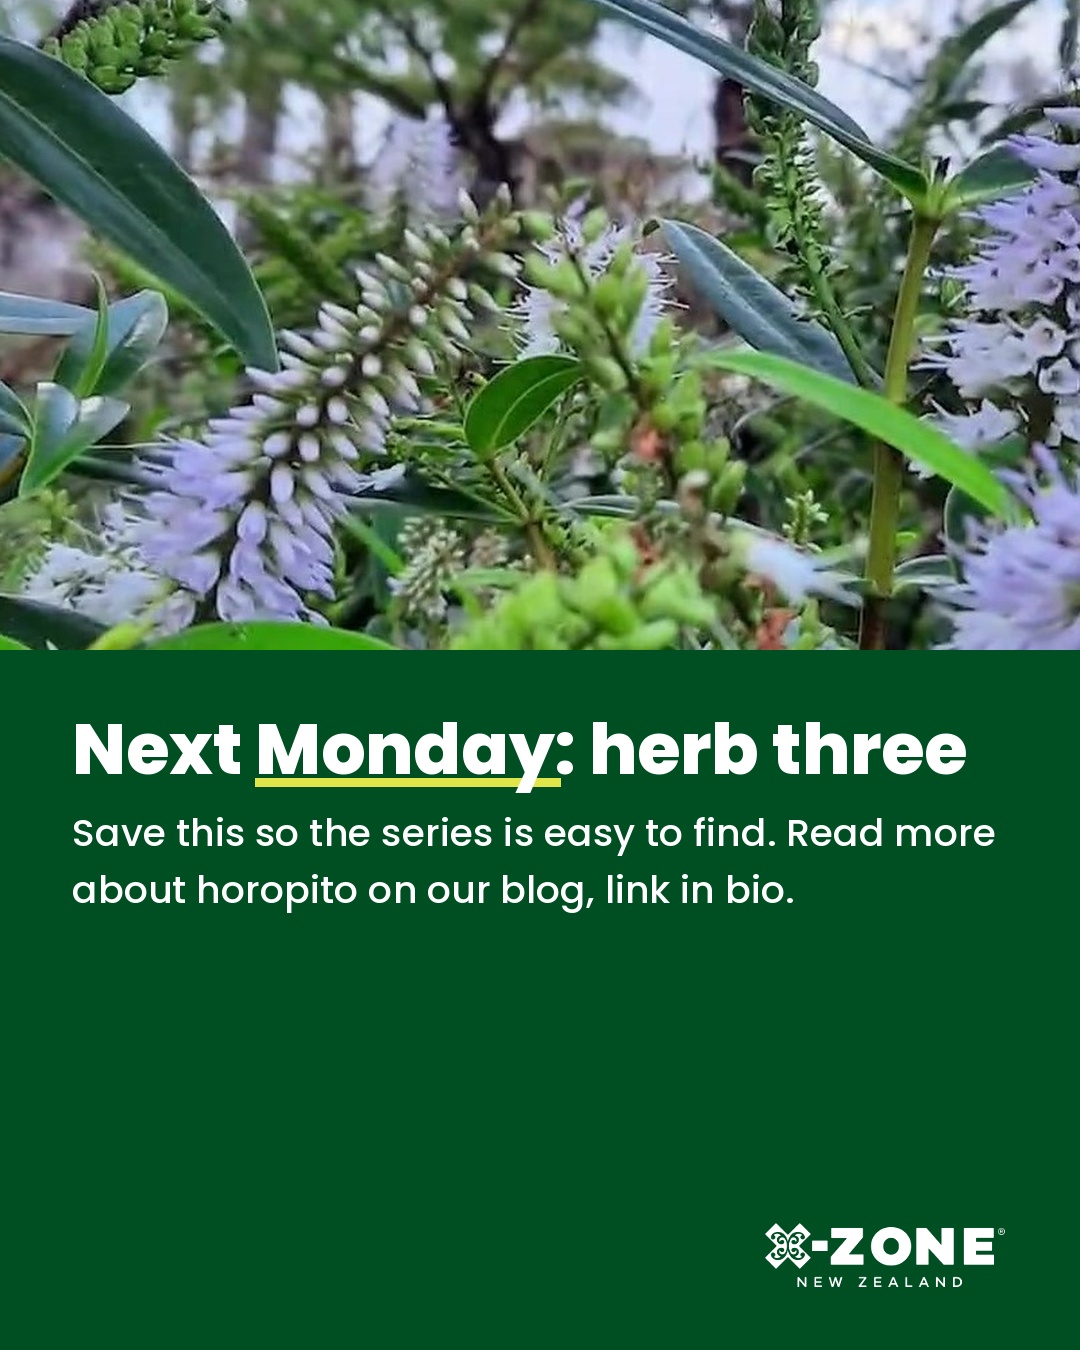 Next Monday: herb three
Save this so the series is easy to find. Read more
about horopito on our blog, link in bio.
X-ZONE®
NEW ZEALAND